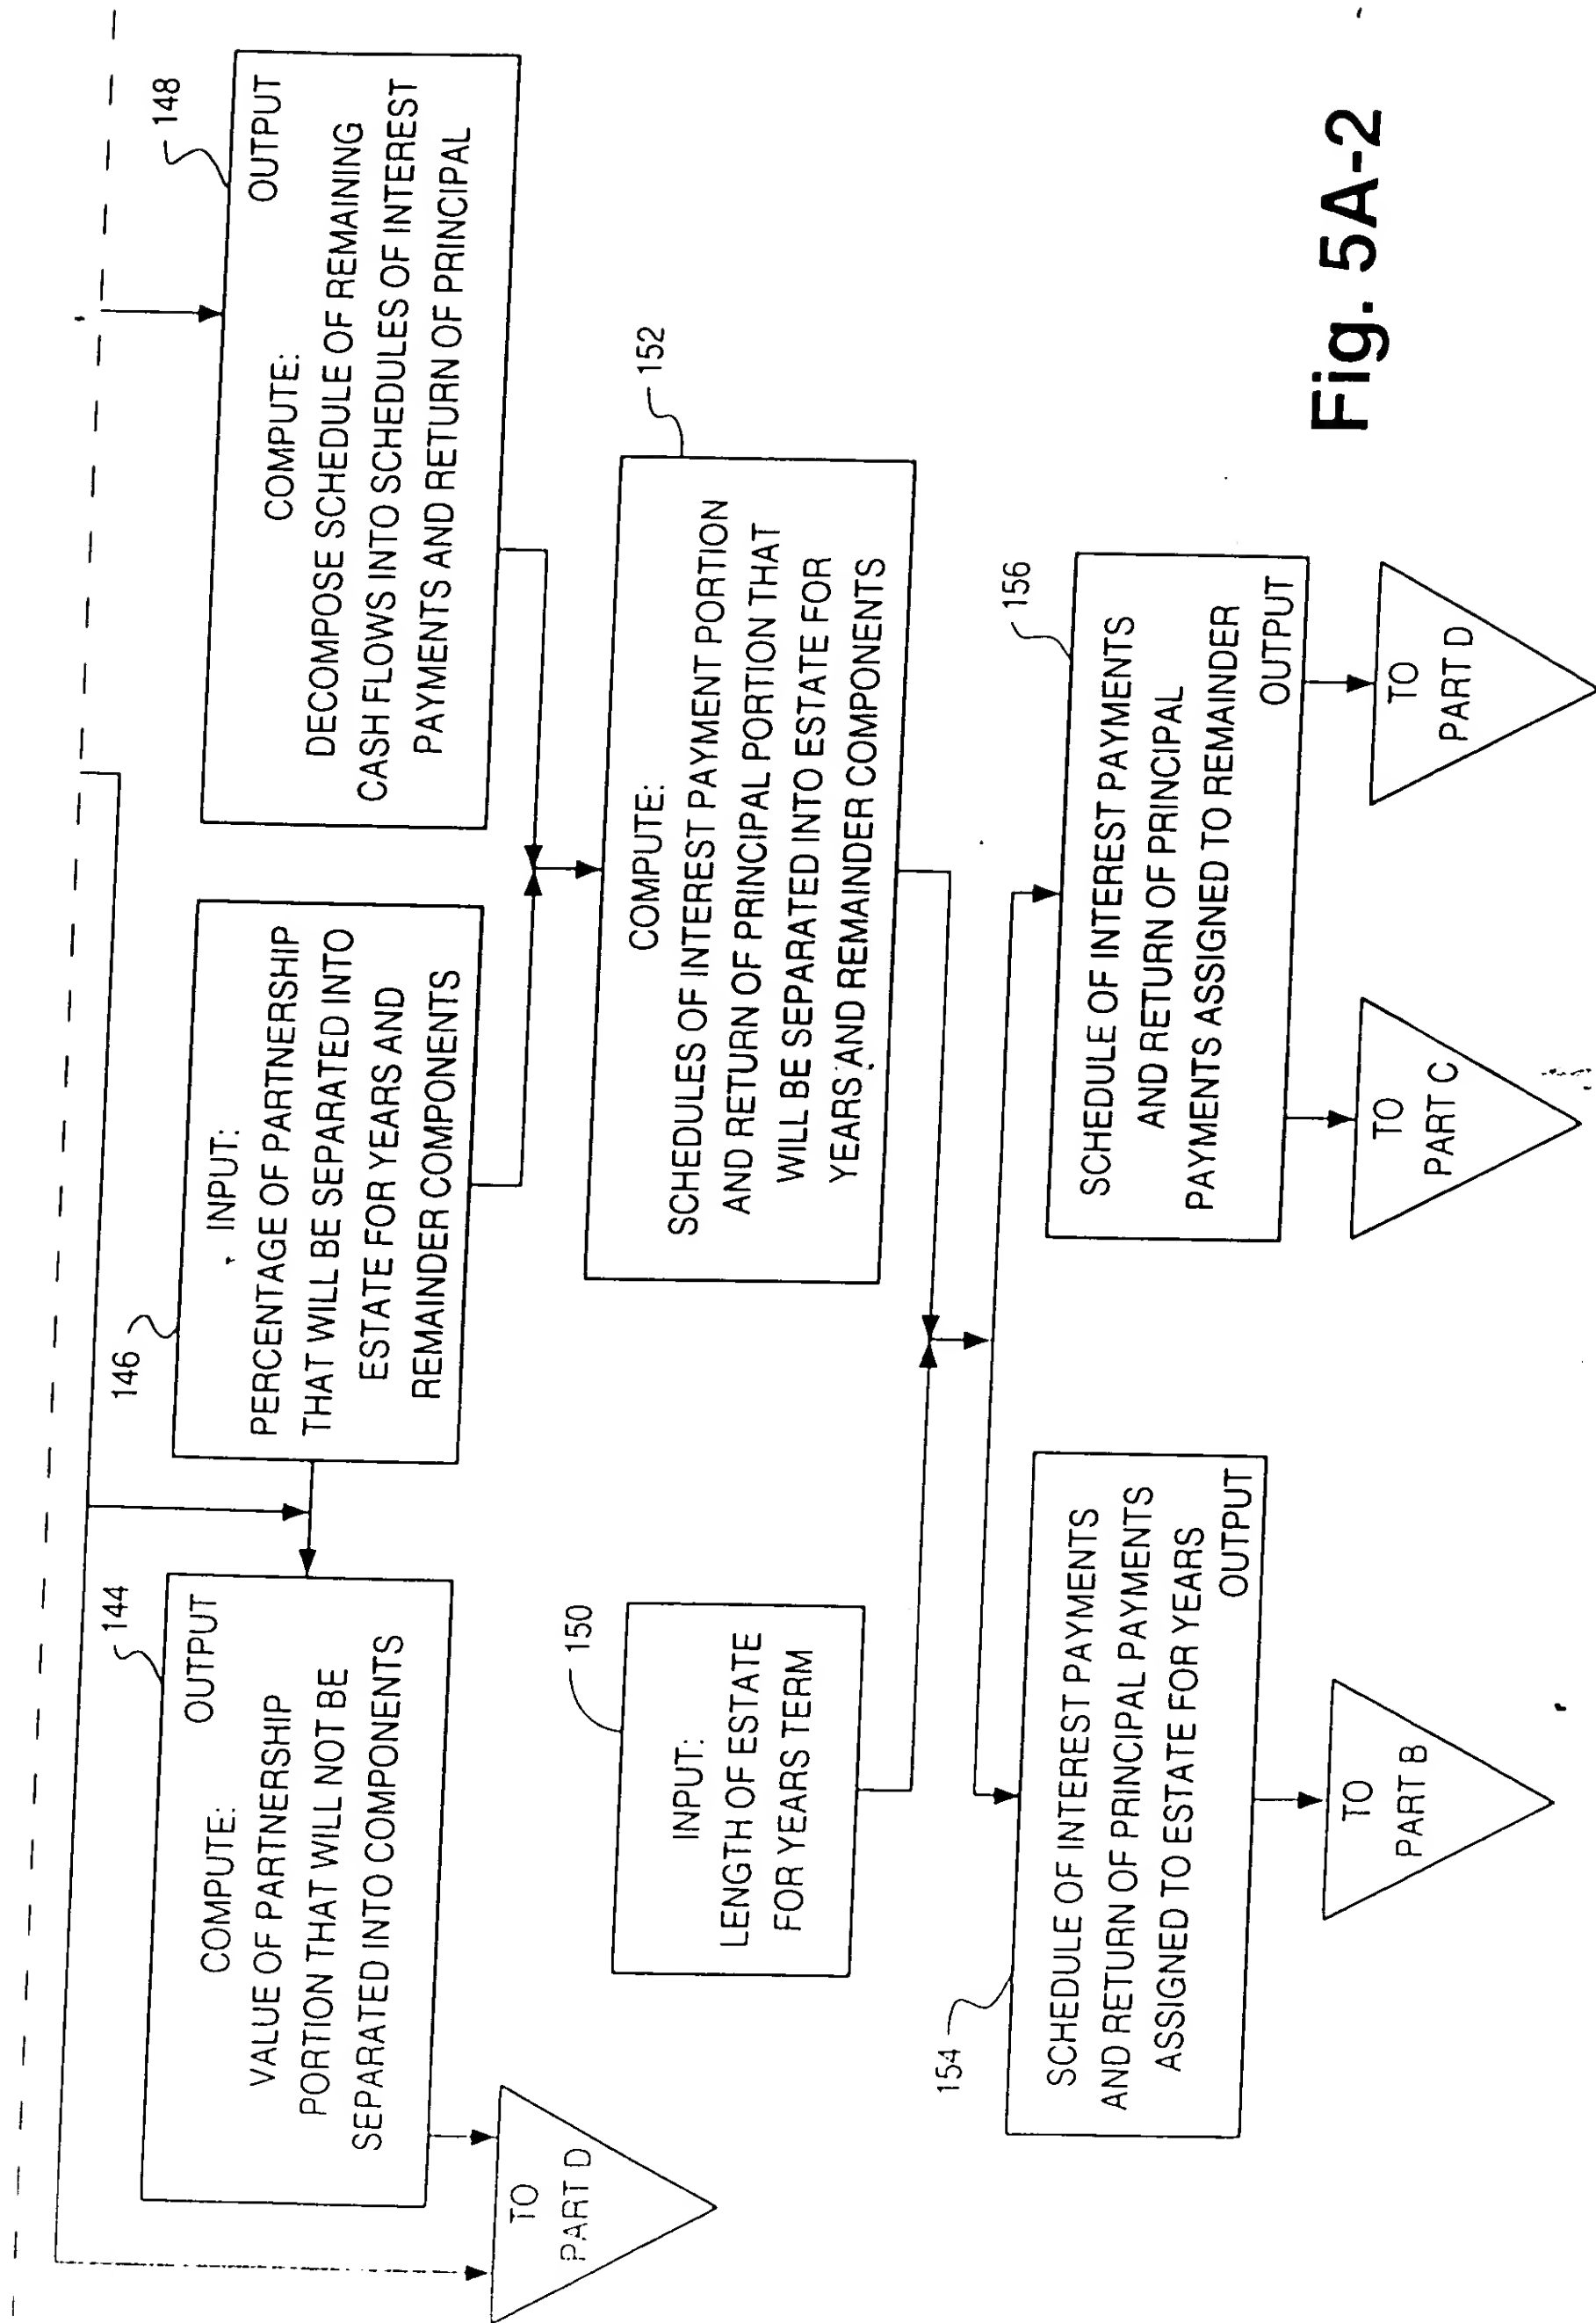 148
OUTPUT
COMPUTE:
DECOMPOSE SCHEDULE OF REMAINING
CASH FLOWS INTO SCHEDULES OF INTEREST
PAYMENTS AND RETURN OF PRINCIPAL
146
INPUT:
PERCENTAGE OF PARTNERSHIP
THAT WILL BE SEPARATED INTO
ESTATE FOR YEARS AND
REMAINDER COMPONENTS
144
OUTPUT
COMPUTE:
VALUE OF PARTNERSHIP
PORTION THAT WILL NOT BE
SEPARATED INTO COMPONENTS
TO
PART D
152
COMPUTE:
SCHEDULES OF INTEREST PAYMENT PORTION
AND RETURN OF PRINCIPAL PORTION THAT
WILL BE SEPARATED INTO ESTATE FOR
YEARS AND REMAINDER COMPONENTS
150
INPUT:
LENGTH OF ESTATE
FOR YEARS TERM
154
SCHEDULE OF INTEREST PAYMENTS
AND RETURN OF PRINCIPAL PAYMENTS
ASSIGNED TO ESTATE FOR YEARS
OUTPUT
TO
PART B
156
SCHEDULE OF INTEREST PAYMENTS
AND RETURN OF PRINCIPAL
PAYMENTS ASSIGNED TO REMAINDER
OUTPUT
TO
PART C
TO
PART D
Fig. 5A-2